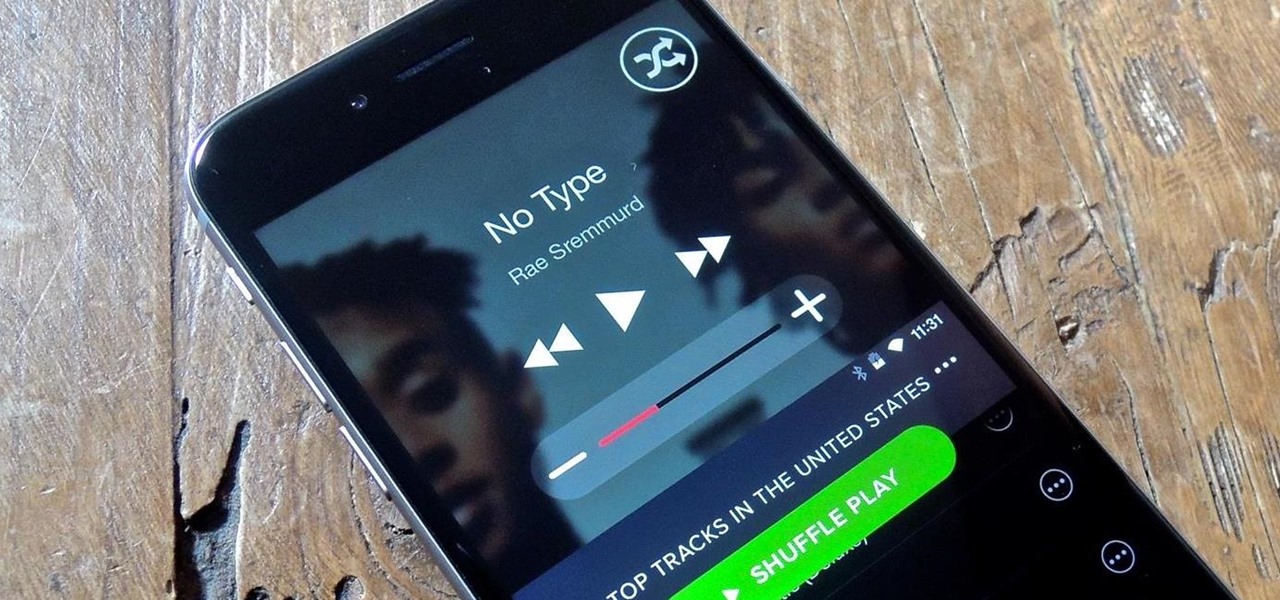 No Type
Rae Sremmurd
11:31
TOP TRACKS IN THE UNITED STATES
SHUFFLE PLAY